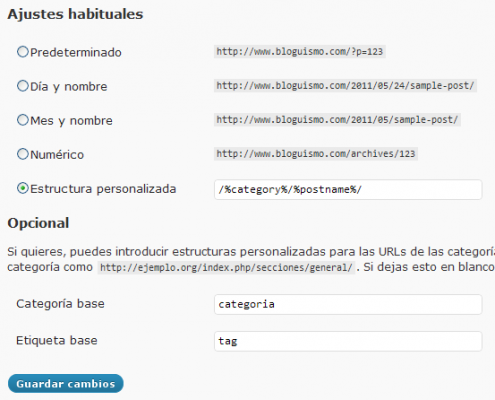 Ajustes habituales
Predeterminado http://www.bloguismo.com/?p=123
Día y nombre http://www.bloguismo.com/2011/05/24/sample-post/
Mes y nombre http://www.bloguismo.com/2011/05/sample-post/
Numérico http://www.bloguismo.com/archives/123
Estructura personalizada /%category%/%postname%/
Opcional
Si quieres, puedes introducir estructuras personalizadas para las URLs de las categorí
categoría como http://ejemplo.org/index.php/secciones/general/ . Si dejas esto en blanco
Categoría base categoria
Etiqueta base tag
Guardar cambios